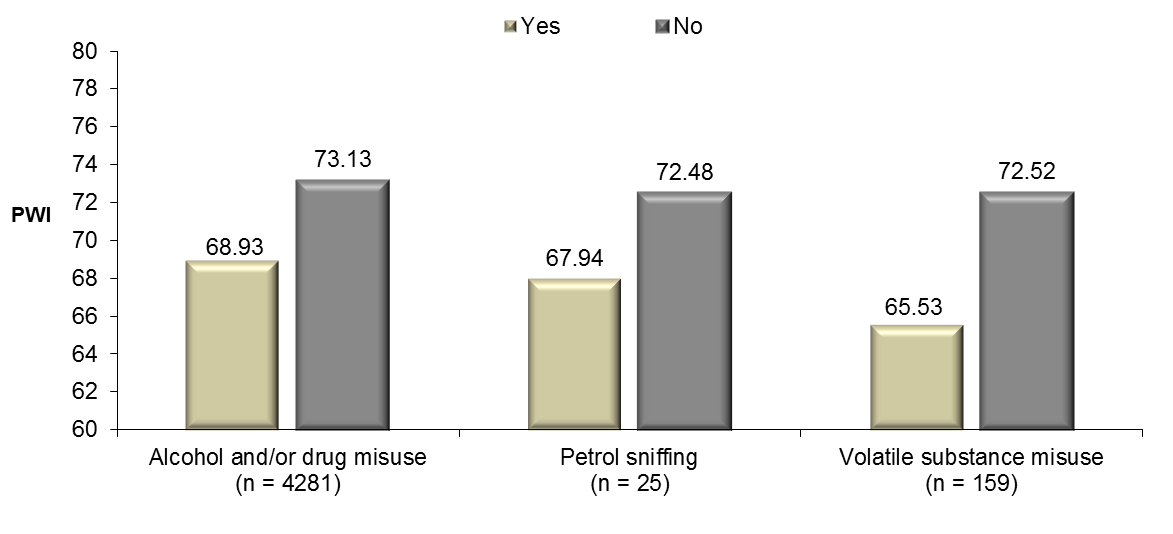 Yes No
80
78
76
74
72
70
68
66
64
62
60
PWI
68.93 73.13 67.94 72.48 65.53 72.52
Alcohol and/or drug misuse
(n = 4281)
Petrol sniffing
(n = 25)
Volatile substance misuse
(n = 159)